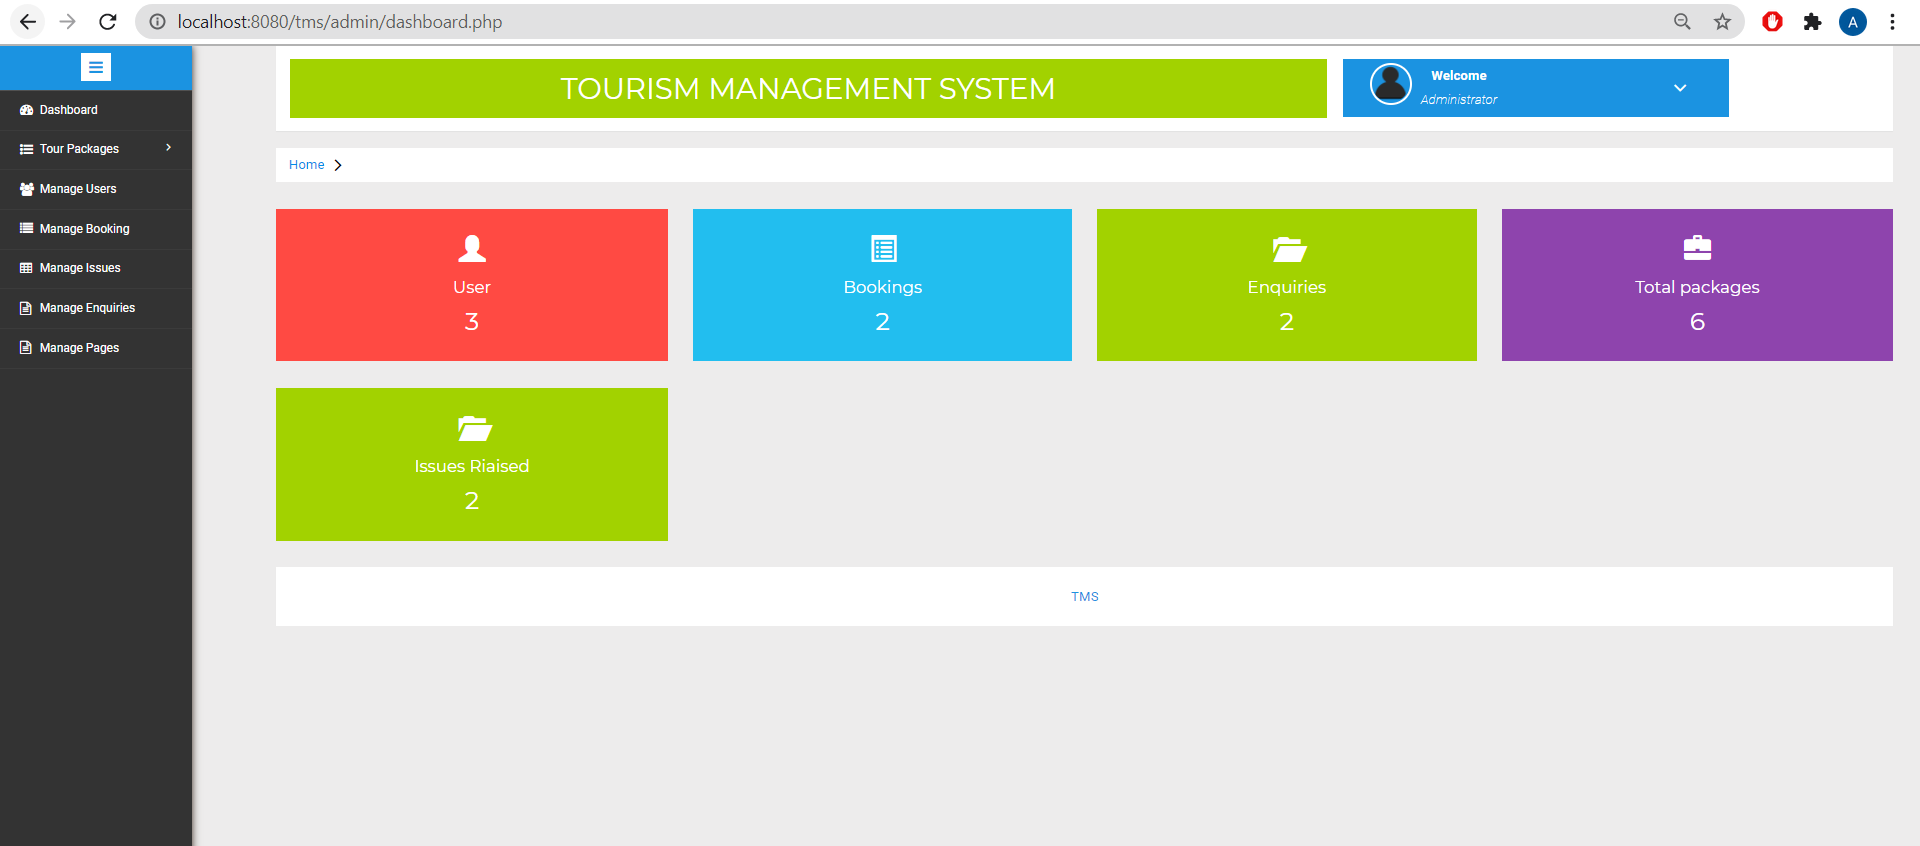 localhost:8080/tms/admin/dashboard.php
A
Dashboard
Tour Packages
Manage Users
Manage Booking
Manage Issues
Manage Enquiries
Manage Pages
TOURISM MANAGEMENT SYSTEM
Welcome
Administrator
Home
User
3
Bookings
2
Enquiries
2
Total packages
6
Issues Riaised
2
TMS